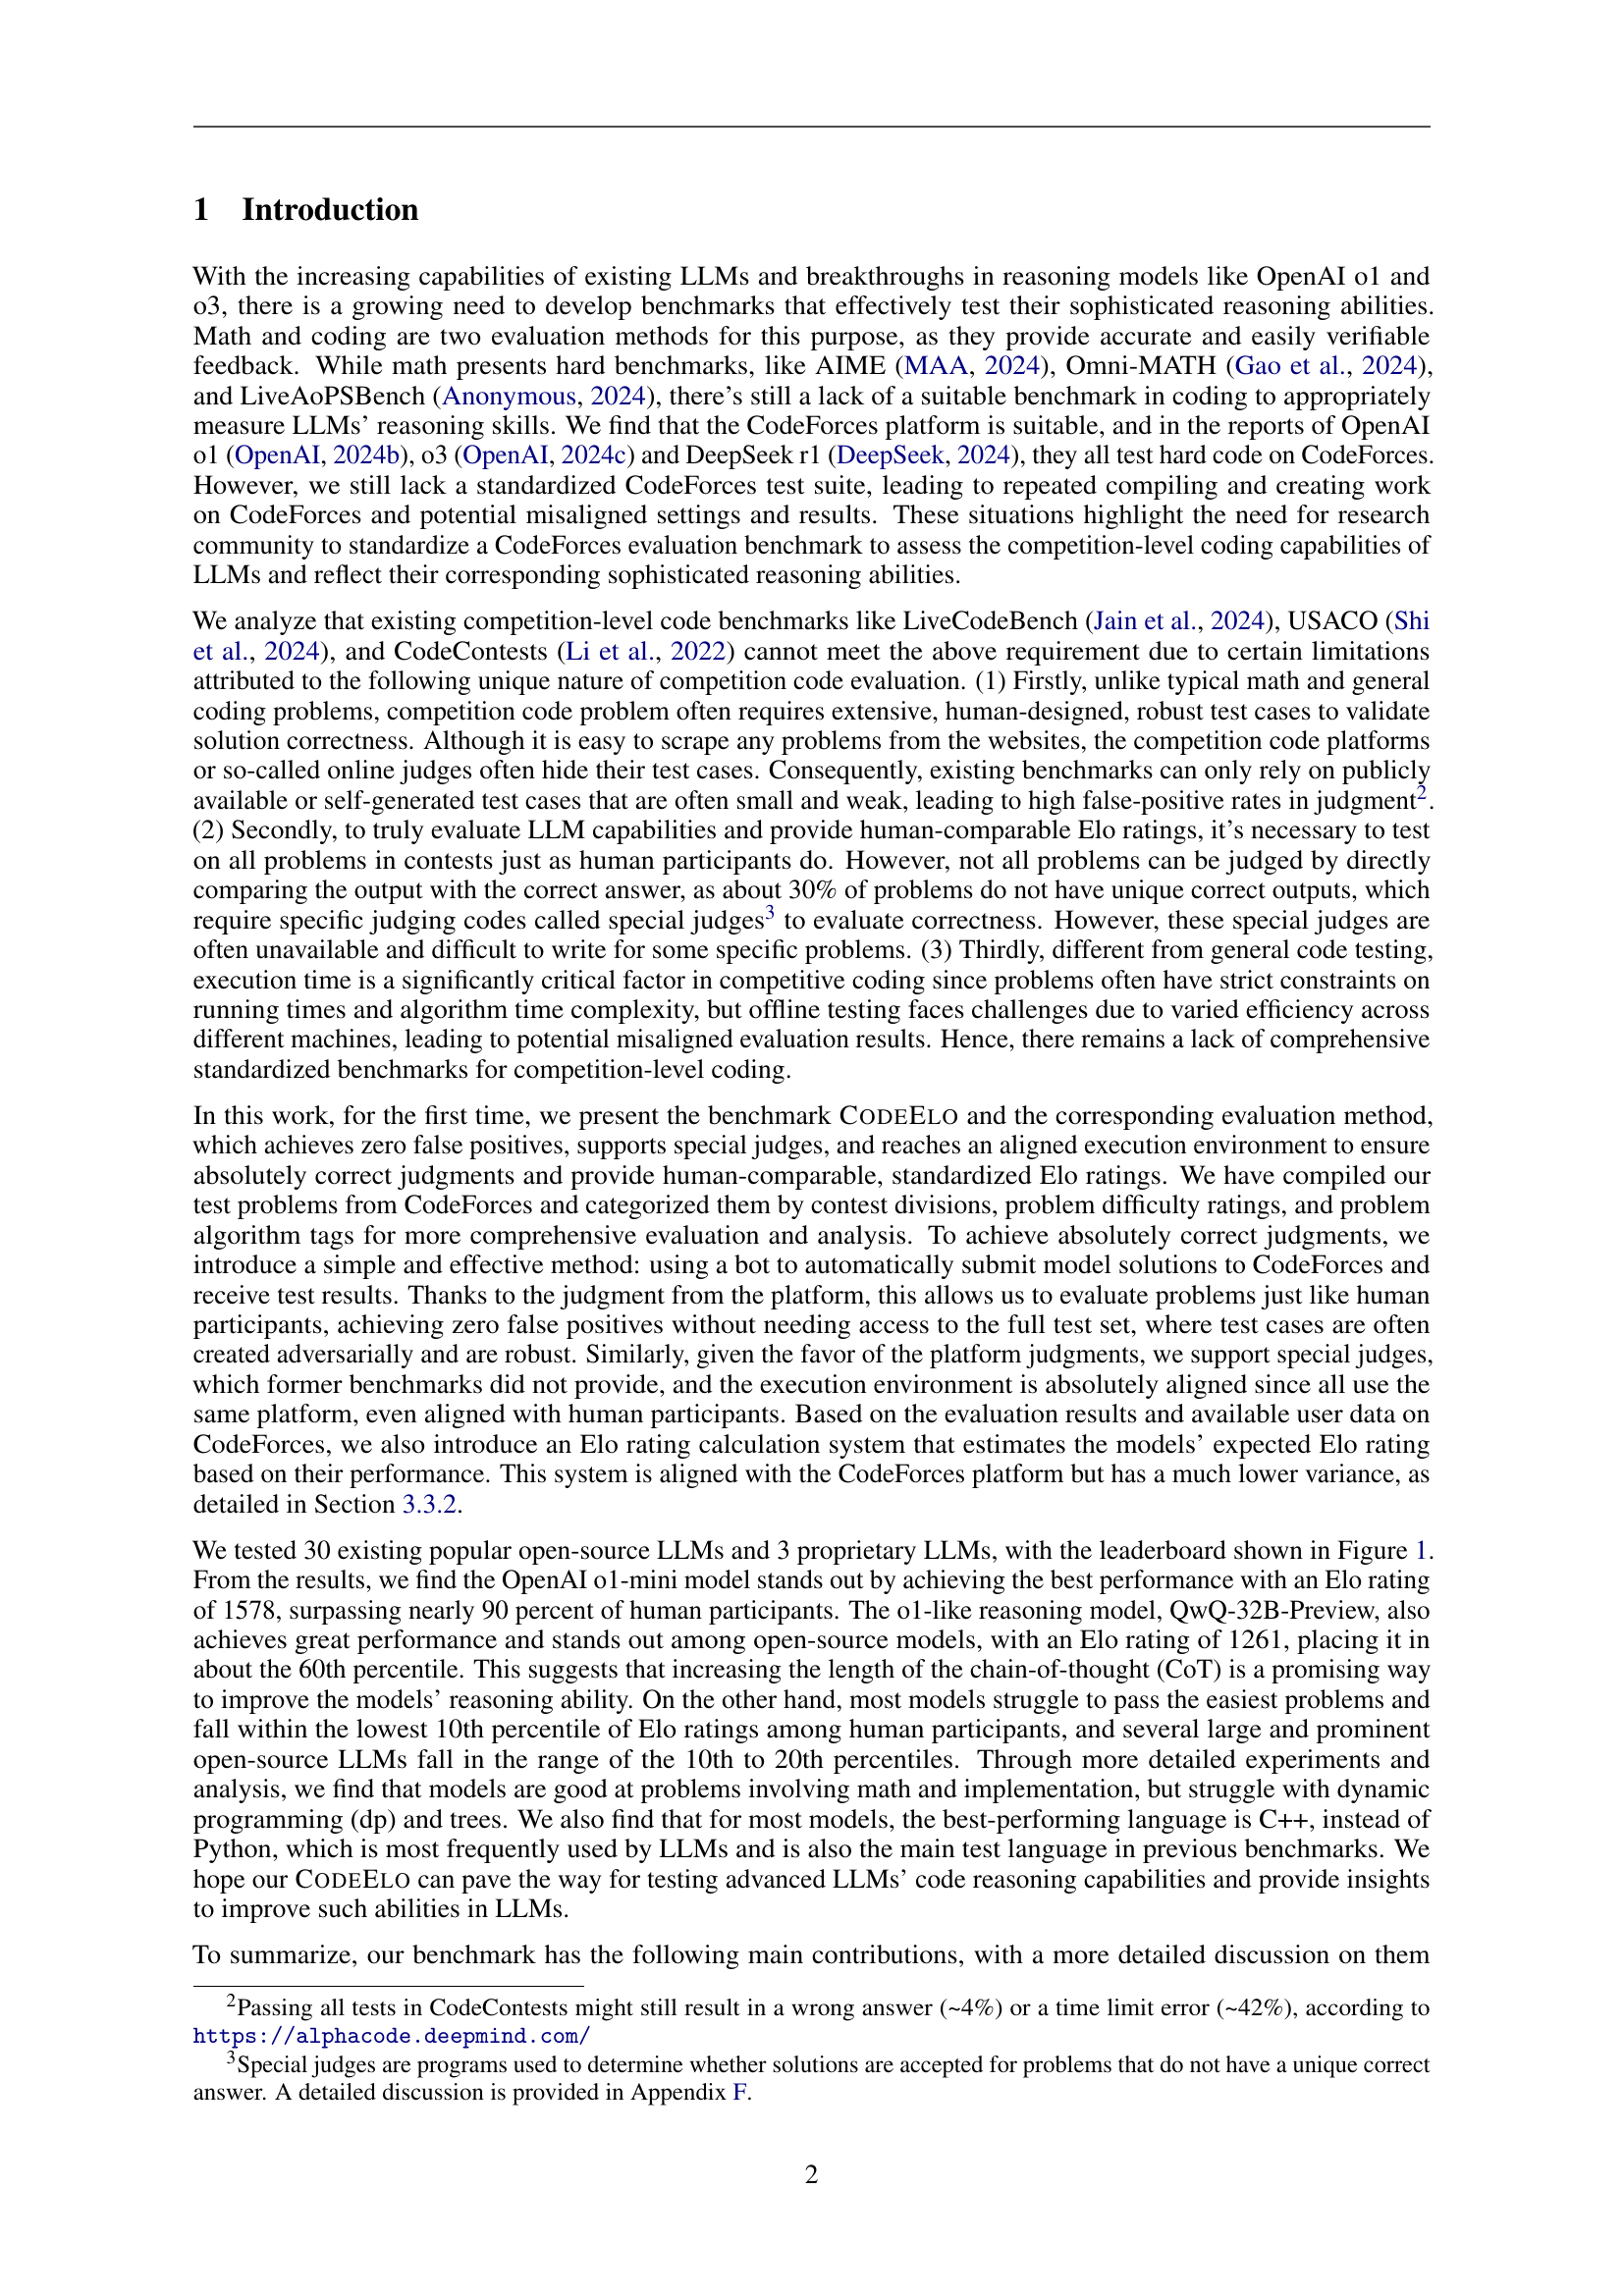 1 Introduction
With the increasing capabilities of existing LLMs and breakthroughs in reasoning models like OpenAI o1 and
o3, there is a growing need to develop benchmarks that effectively test their sophisticated reasoning abilities.
Math and coding are two evaluation methods for this purpose, as they provide accurate and easily verifiable
feedback. While math presents hard benchmarks, like AIME (MAA, 2024), Omni-MATH (Gao et al., 2024),
and LiveAoPSBench (Anonymous, 2024), there's still a lack of a suitable benchmark in coding to appropriately
measure LLMs' reasoning skills. We find that the CodeForces platform is suitable, and in the reports of OpenAI
o1 (OpenAI, 2024b), o3 (OpenAI, 2024c) and DeepSeek r1 (DeepSeek, 2024), they all test hard code on CodeForces.
However, we still lack a standardized CodeForces test suite, leading to repeated compiling and creating work
on CodeForces and potential misaligned settings and results. These situations highlight the need for research
community to standardize a CodeForces evaluation benchmark to assess the competition-level coding capabilities of
LLMs and reflect their corresponding sophisticated reasoning abilities.
We analyze that existing competition-level code benchmarks like LiveCodeBench (Jain et al., 2024), USACO (Shi
et al., 2024), and CodeContests (Li et al., 2022) cannot meet the above requirement due to certain limitations
attributed to the following unique nature of competition code evaluation. (1) Firstly, unlike typical math and general
coding problems, competition code problem often requires extensive, human-designed, robust test cases to validate
solution correctness. Although it is easy to scrape any problems from the websites, the competition code platforms
or so-called online judges often hide their test cases. Consequently, existing benchmarks can only rely on publicly
available or self-generated test cases that are often small and weak, leading to high false-positive rates in judgment2.
(2) Secondly, to truly evaluate LLM capabilities and provide human-comparable Elo ratings, it's necessary to test
on all problems in contests just as human participants do. However, not all problems can be judged by directly
comparing the output with the correct answer, as about 30% of problems do not have unique correct outputs, which
require specific judging codes called special judges3 to evaluate correctness. However, these special judges are
often unavailable and difficult to write for some specific problems. (3) Thirdly, different from general code testing,
execution time is a significantly critical factor in competitive coding since problems often have strict constraints on
running times and algorithm time complexity, but offline testing faces challenges due to varied efficiency across
different machines, leading to potential misaligned evaluation results. Hence, there remains a lack of comprehensive
standardized benchmarks for competition-level coding.
In this work, for the first time, we present the benchmark CODEELO and the corresponding evaluation method,
which achieves zero false positives, supports special judges, and reaches an aligned execution environment to ensure
absolutely correct judgments and provide human-comparable, standardized Elo ratings. We have compiled our
test problems from CodeForces and categorized them by contest divisions, problem difficulty ratings, and problem
algorithm tags for more comprehensive evaluation and analysis. To achieve absolutely correct judgments, we
introduce a simple and effective method: using a bot to automatically submit model solutions to CodeForces and
receive test results. Thanks to the judgment from the platform, this allows us to evaluate problems just like human
participants, achieving zero false positives without needing access to the full test set, where test cases are often
created adversarially and are robust. Similarly, given the favor of the platform judgments, we support special judges,
which former benchmarks did not provide, and the execution environment is absolutely aligned since all use the
same platform, even aligned with human participants. Based on the evaluation results and available user data on
CodeForces, we also introduce an Elo rating calculation system that estimates the models' expected Elo rating
based on their performance. This system is aligned with the CodeForces platform but has a much lower variance, as
detailed in Section 3.3.2.
We tested 30 existing popular open-source LLMs and 3 proprietary LLMs, with the leaderboard shown in Figure 1.
From the results, we find the OpenAI o1-mini model stands out by achieving the best performance with an Elo rating
of 1578, surpassing nearly 90 percent of human participants. The o1-like reasoning model, QwQ-32B-Preview, also
achieves great performance and stands out among open-source models, with an Elo rating of 1261, placing it in
about the 60th percentile. This suggests that increasing the length of the chain-of-thought (CoT) is a promising way
to improve the models' reasoning ability. On the other hand, most models struggle to pass the easiest problems and
fall within the lowest 10th percentile of Elo ratings among human participants, and several large and prominent
open-source LLMs fall in the range of the 10th to 20th percentiles. Through more detailed experiments and
analysis, we find that models are good at problems involving math and implementation, but struggle with dynamic
programming (dp) and trees. We also find that for most models, the best-performing language is C++, instead of
Python, which is most frequently used by LLMs and is also the main test language in previous benchmarks. We
hope our CODEELO can pave the way for testing advanced LLMs' code reasoning capabilities and provide insights
to improve such abilities in LLMs.
To summarize, our benchmark has the following main contributions, with a more detailed discussion on them
2Passing all tests in CodeContests might still result in a wrong answer (~4%) or a time limit error (~42%), according to
https://alphacode.deepmind.com/
3Special judges are programs used to determine whether solutions are accepted for problems that do not have a unique correct
answer. A detailed discussion is provided in Appendix F.
2